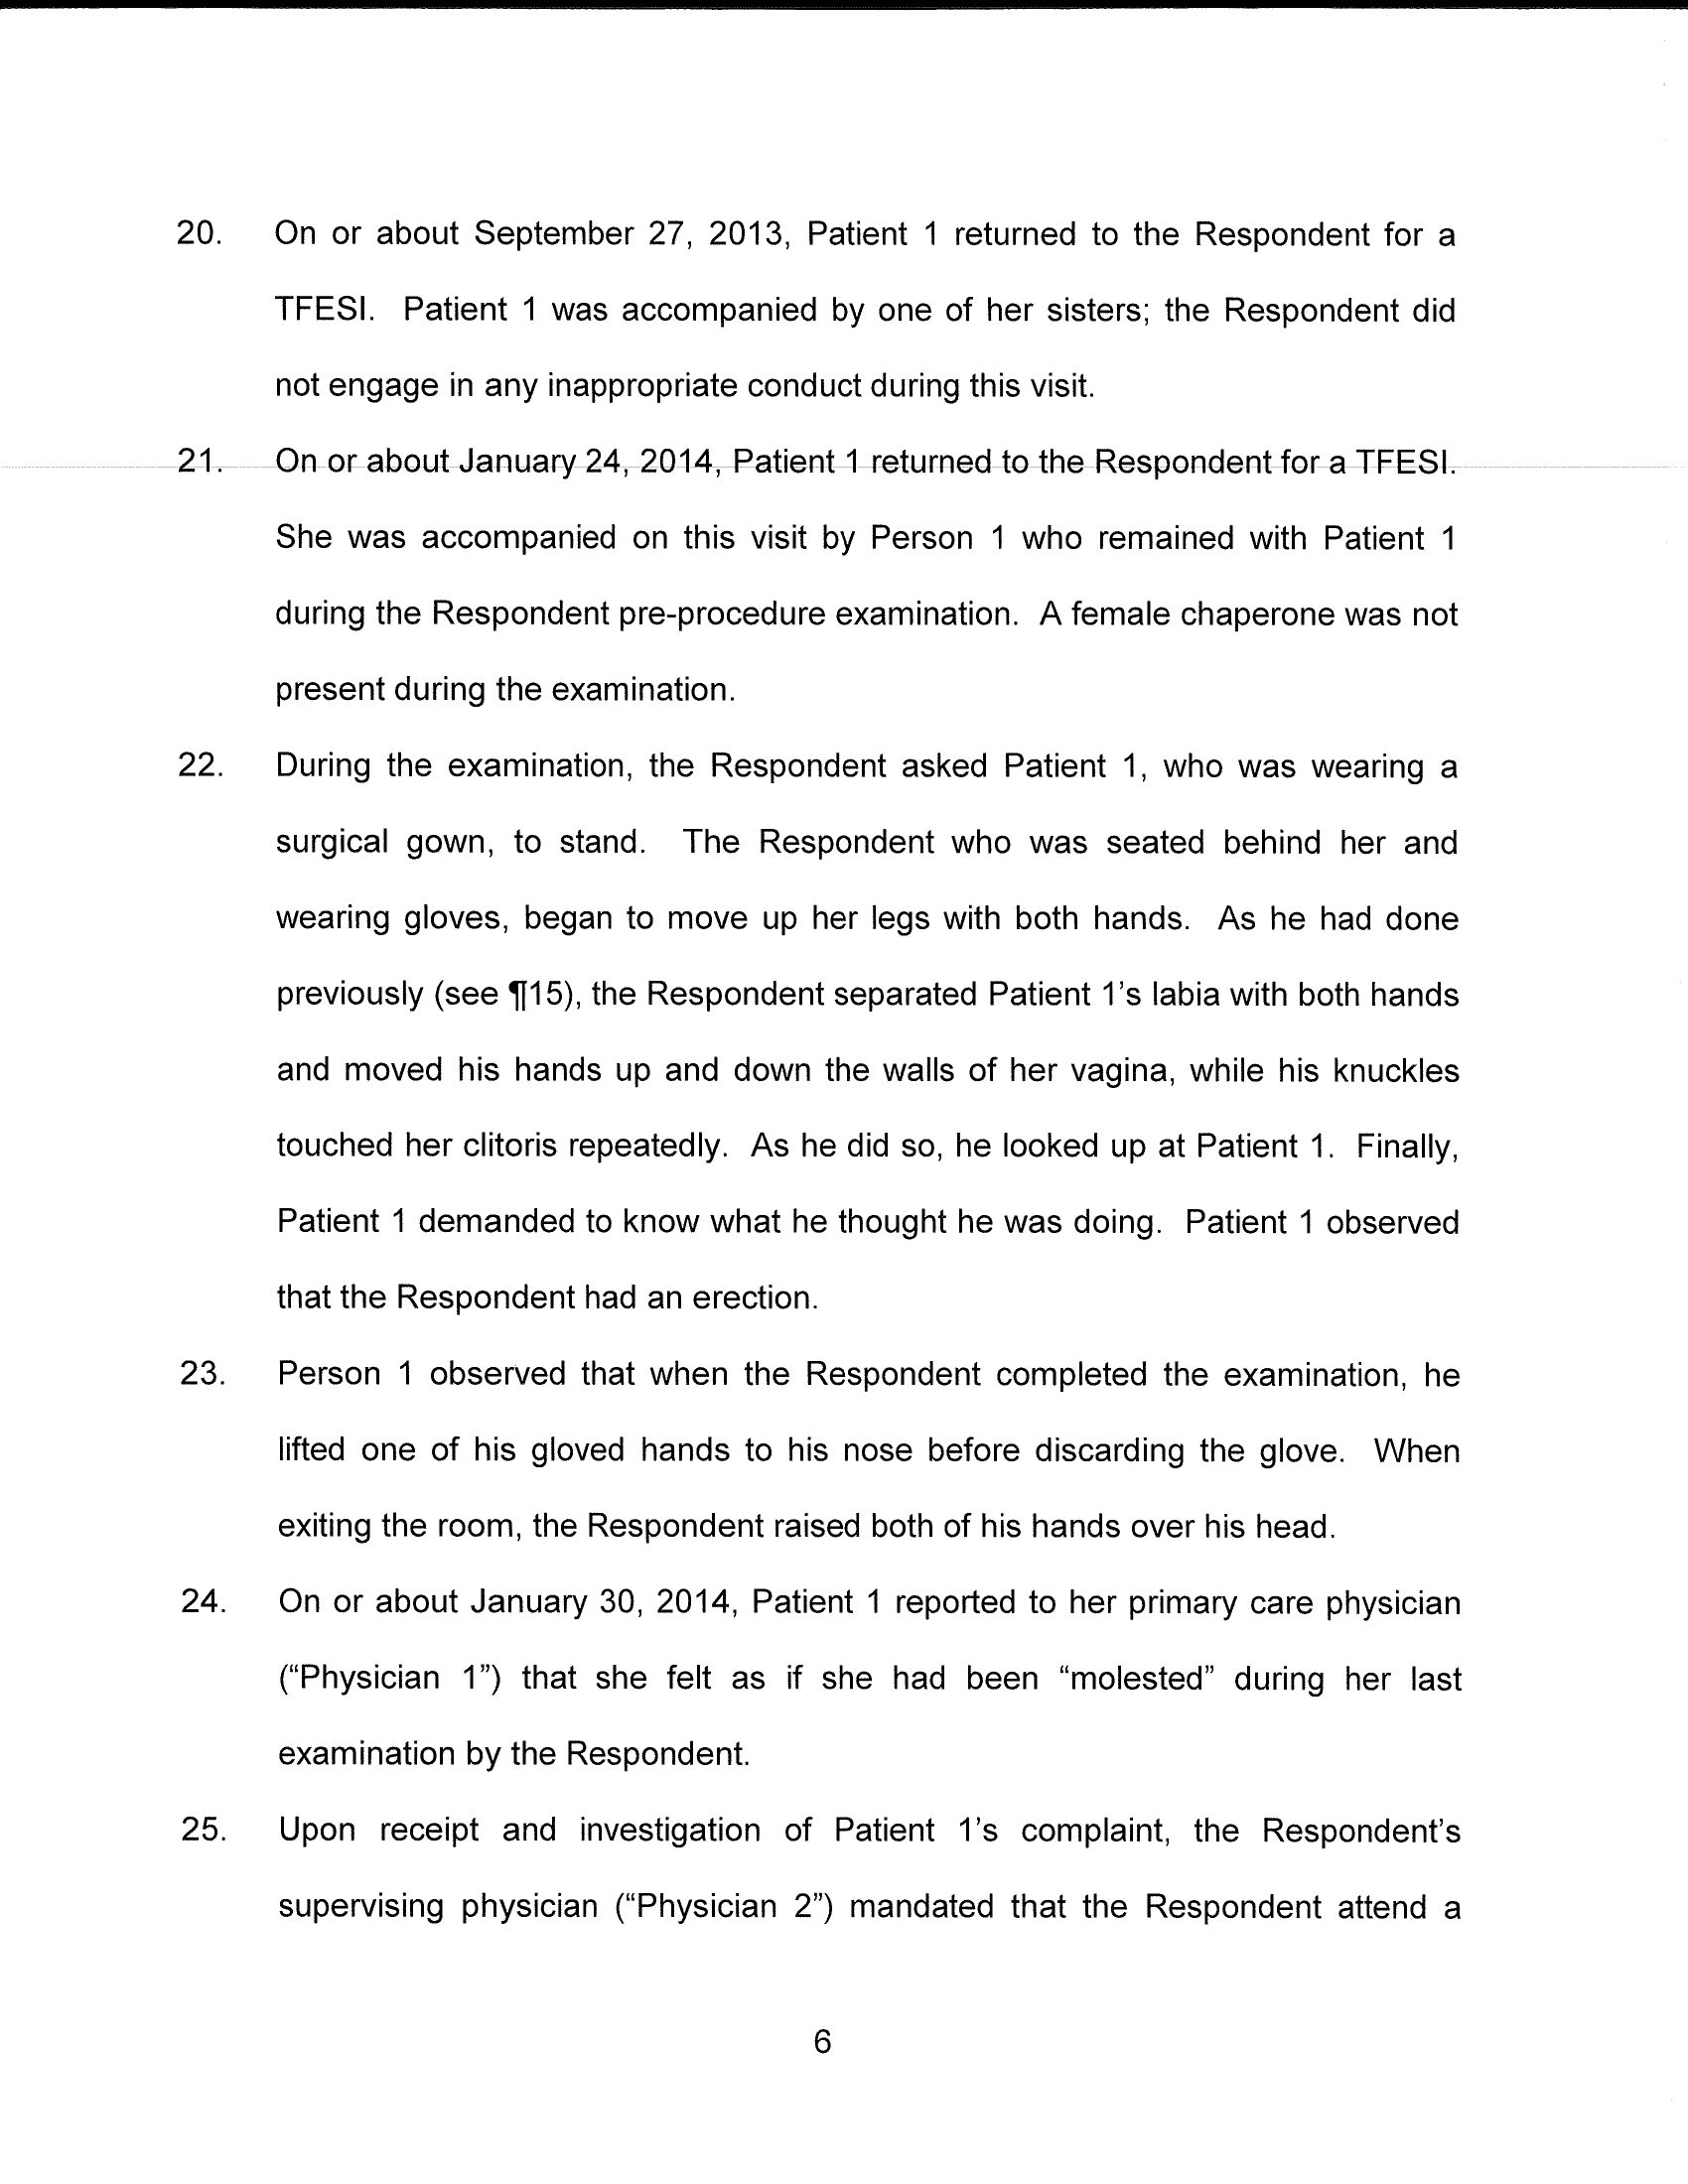 20. On or about September 27, 2013, Patient 1 returned to the Respondent for a
TFESI. Patient 1 was accompanied by one of her sisters; the Respondent did
not engage in any inappropriate conduct during this visit.
21. On or about January 24, 2014, Patient 1 returned to the Respondent for a TFESI.
She was accompanied on this visit by Person 1 who remained with Patient 1
during the Respondent pre-procedure examination. A female chaperone was not
present during the examination.
22. During the examination, the Respondent asked Patient 1, who was wearing a
surgical gown, to stand. The Respondent who was seated behind her and
wearing gloves, began to move up her legs with both hands. As he had done
previously (see ¶15), the Respondent separated Patient 1's labia with both hands
and moved his hands up and down the walls of her vagina, while his knuckles
touched her clitoris repeatedly. As he did so, he looked up at Patient 1. Finally,
Patient 1 demanded to know what he thought he was doing. Patient 1 observed
that the Respondent had an erection.
23. Person 1 observed that when the Respondent completed the examination, he
lifted one of his gloved hands to his nose before discarding the glove. When
exiting the room, the Respondent raised both of his hands over his head.
24. On or about January 30, 2014, Patient 1 reported to her primary care physician
(“Physician 1”) that she felt as if she had been “molested” during her last
examination by the Respondent.
25. Upon receipt and investigation of Patient 1's complaint, the Respondent's
supervising physician (“Physician 2”) mandated that the Respondent attend a
6